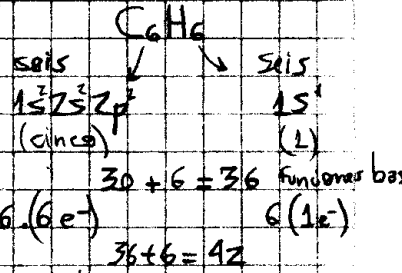 C₆H₆
seis seis
1s²2s²2p² 1s¹
(cinco) (1)
30 + 6 = 36 funciones bas
6.(6e⁻) 6(1e⁻)
36+6=42